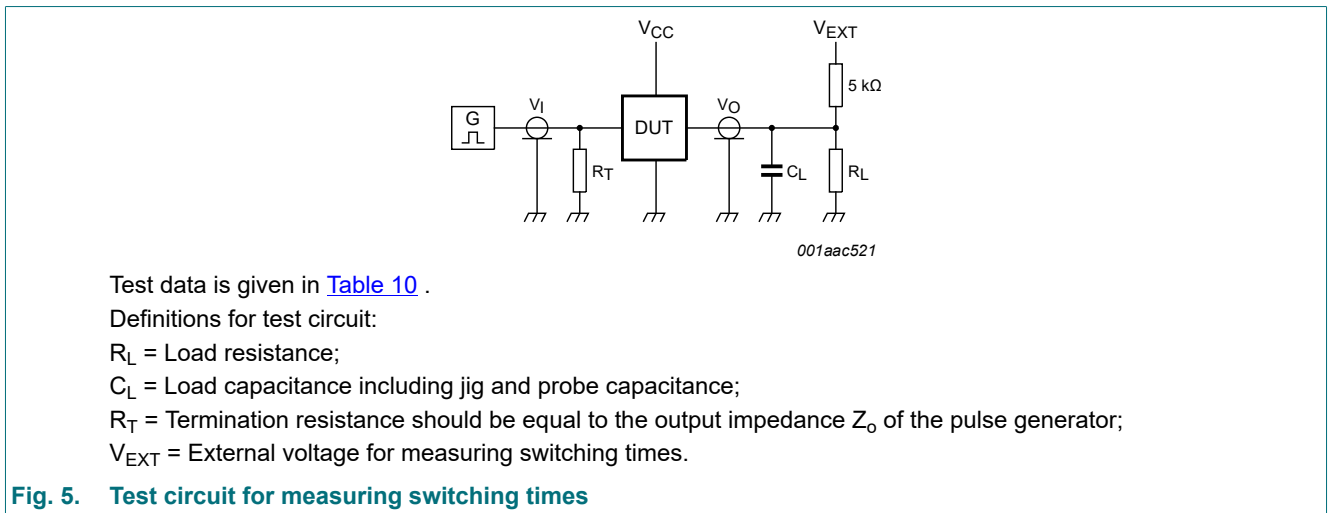 VCC
VEXT
5 kΩ
G
VI
DUT
VO
RT
CL
RL
001aac521
Test data is given in Table 10 .
Definitions for test circuit:
RL = Load resistance;
CL = Load capacitance including jig and probe capacitance;
RT = Termination resistance should be equal to the output impedance Zo of the pulse generator;
VEXT = External voltage for measuring switching times.
Fig. 5. Test circuit for measuring switching times